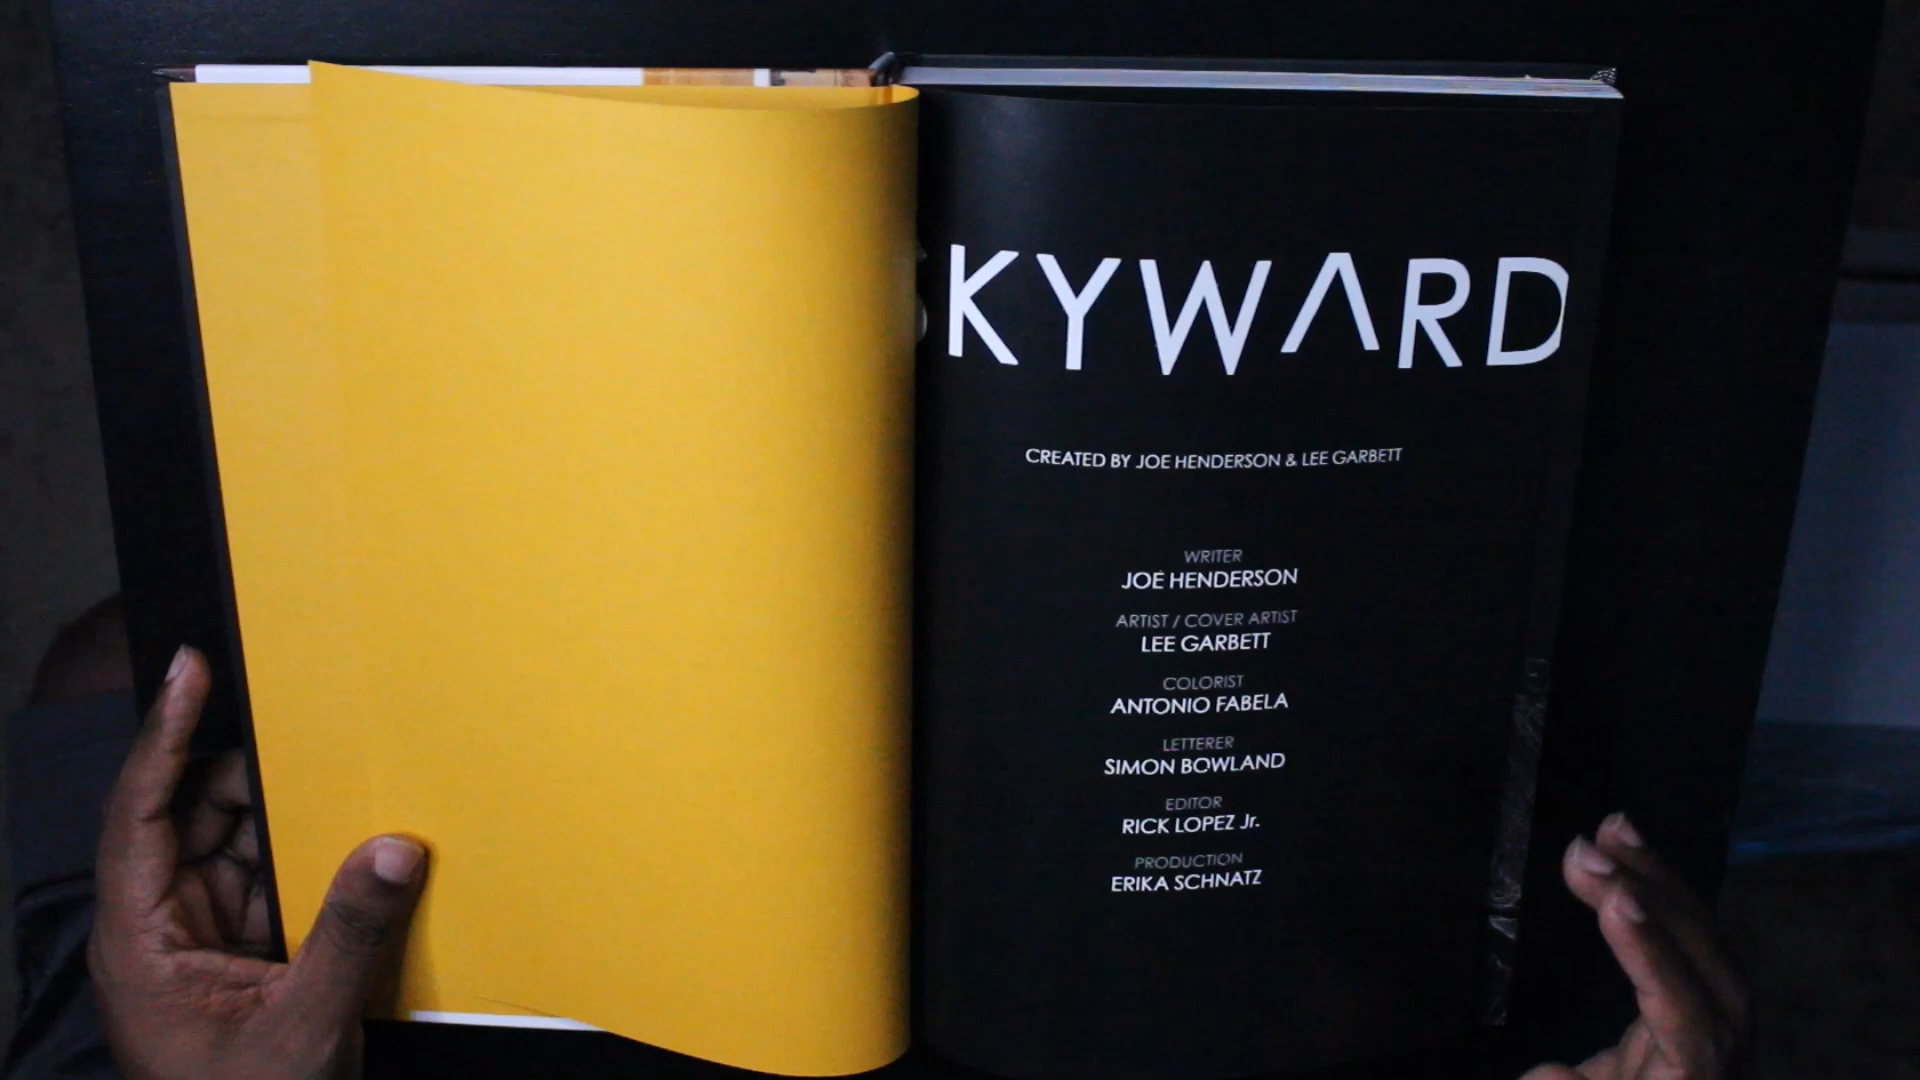 SKYWARD
CREATED BY JOE HENDERSON & LEE GARBETT
WRITER
JOE HENDERSON
ARTIST / COVER ARTIST
LEE GARBETT
COLORIST
ANTONIO FABELA
LETTERER
SIMON BOWLAND
EDITOR
RICK LOPEZ Jr.
PRODUCTION
ERIKA SCHNATZ